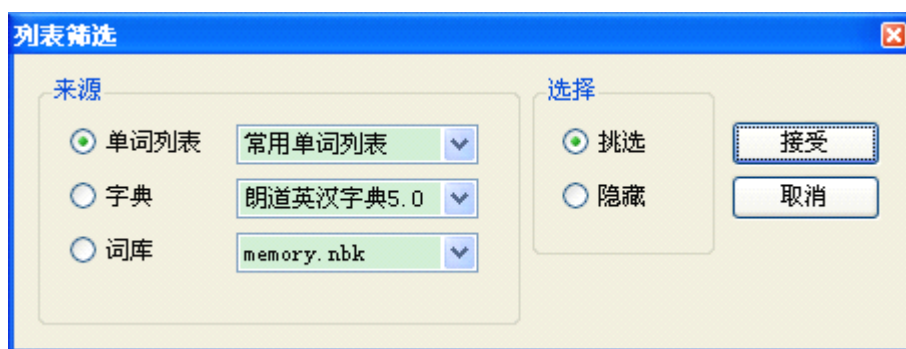 列表筛选
来源
单词列表 常用单词列表
字典 朗道英汉字典5.0
词库 memory.nbk
选择
挑选
隐藏
接受
取消